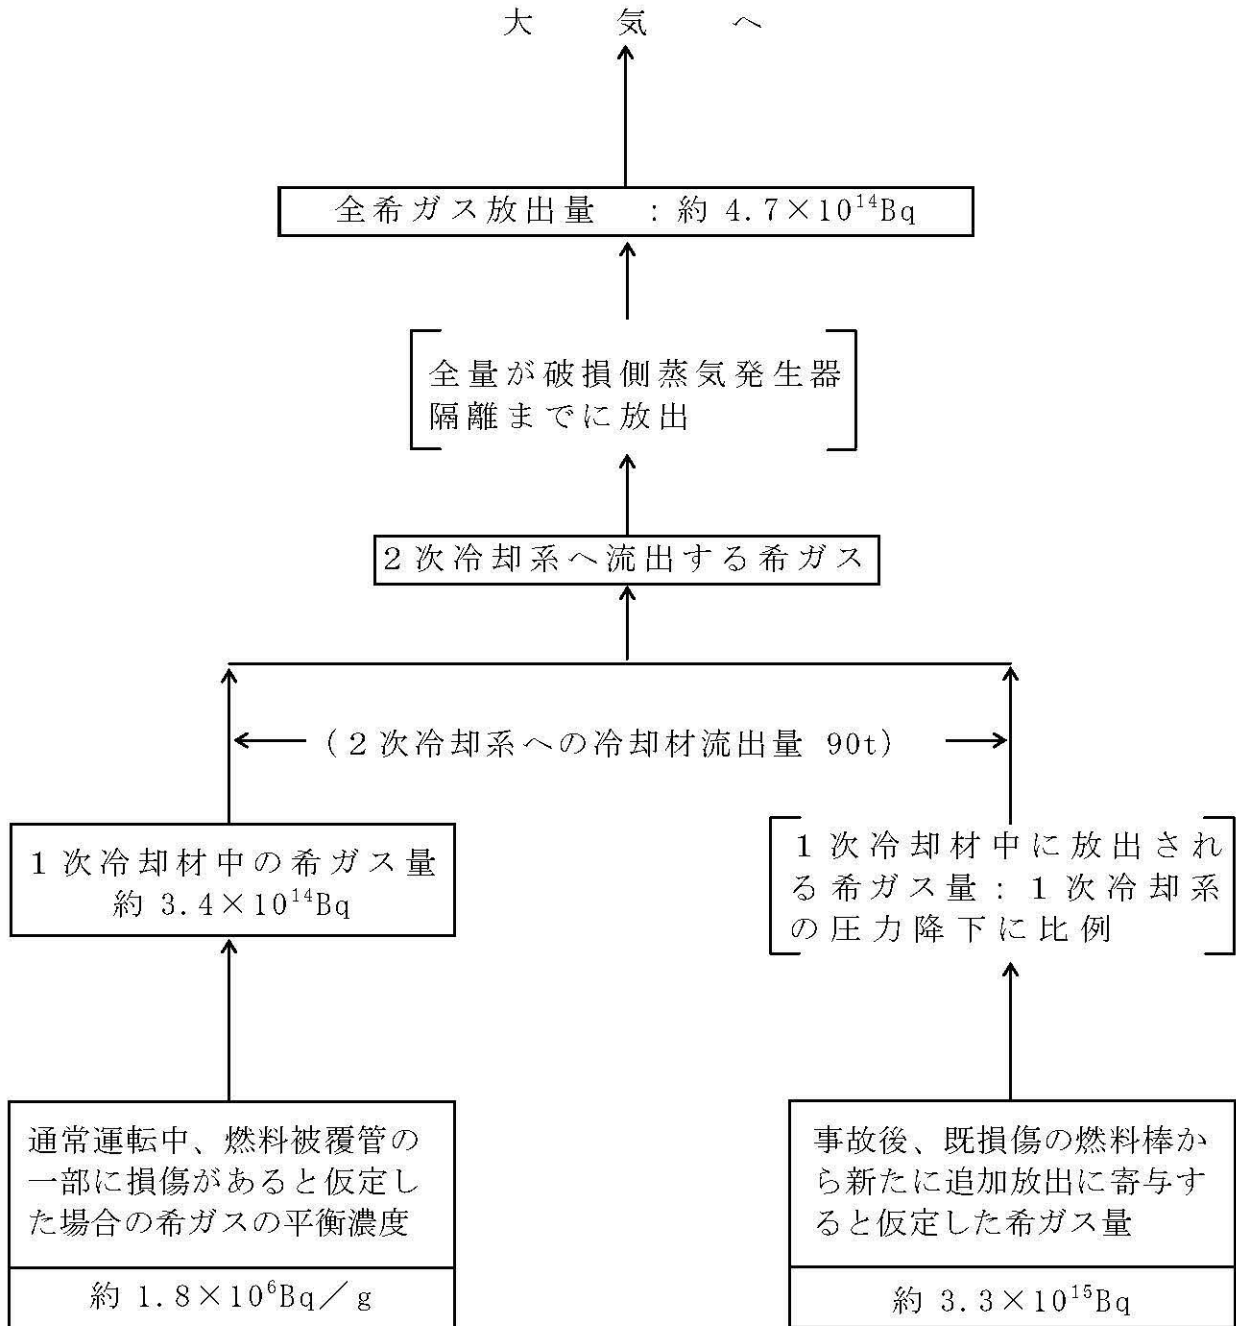 大気へ
全希ガス放出量 : 約 4.7×10¹⁴Bq
全量が破損側蒸気発生器
隔離までに放出
2次冷却系へ流出する希ガス
(2次冷却系への冷却材流出量 90t)
1次冷却材中の希ガス量
約 3.4×10¹⁴Bq
1次冷却材中に放出され
る希ガス量:1次冷却系
の圧力降下に比例
通常運転中、燃料被覆管の
一部に損傷があると仮定し
た場合の希ガスの平衡濃度
約 1.8×10⁶Bq/g
事故後、既損傷の燃料棒か
ら新たに追加放出に寄与す
ると仮定した希ガス量
約 3.3×10¹⁵Bq